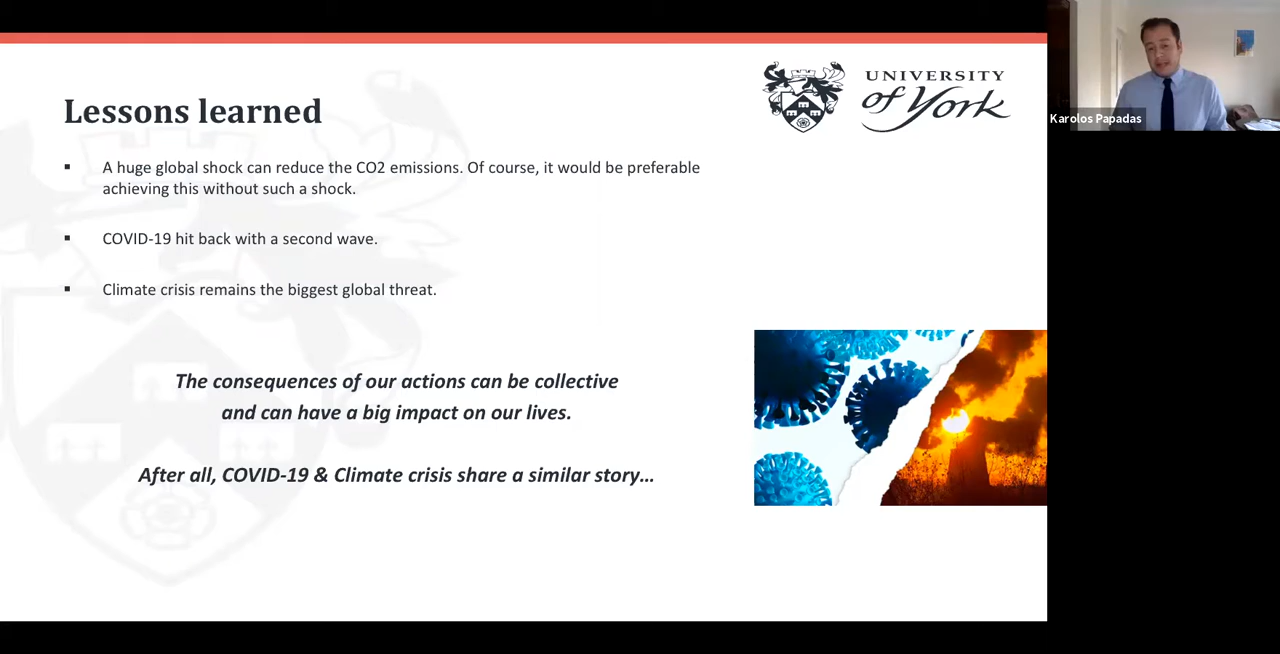 UNIVERSITY
of York
Karolos Papadas
Lessons learned
▪ A huge global shock can reduce the CO2 emissions. Of course, it would be preferable
achieving this without such a shock.
▪ COVID-19 hit back with a second wave.
▪ Climate crisis remains the biggest global threat.
The consequences of our actions can be collective
and can have a big impact on our lives.
After all, COVID-19 & Climate crisis share a similar story…